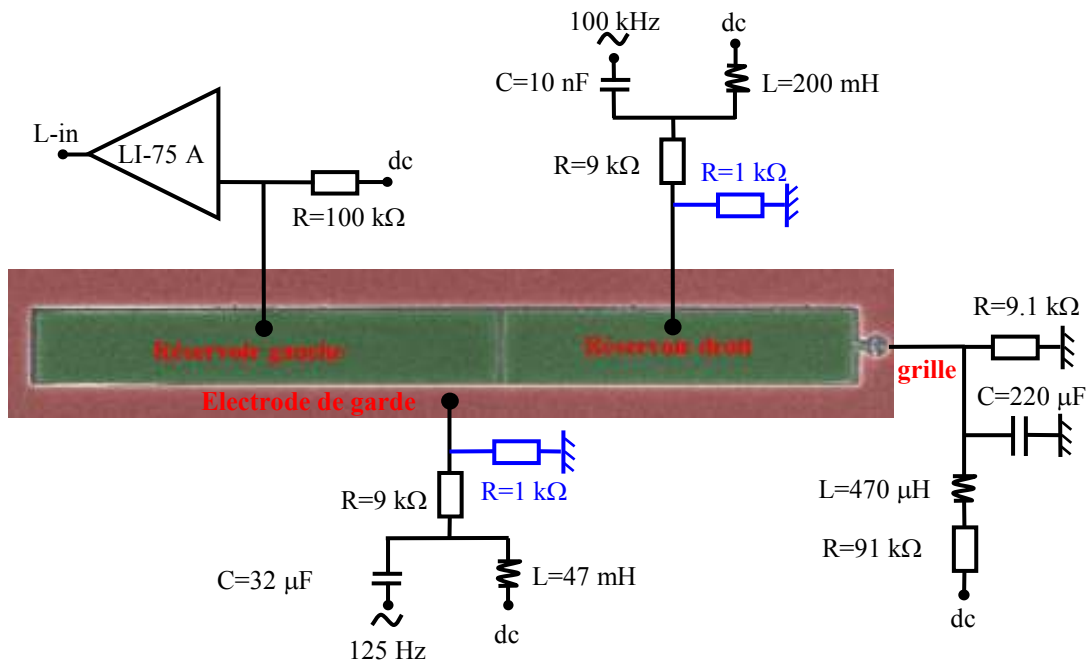 100 kHz
dc
C=10 nF
L=200 mH
L-in
LI-75 A
dc
R=9 kΩ
R=1 kΩ
R=100 kΩ
R=9.1 kΩ
Réservoir gauche
Réservoir droit
grille
Electrode de garde
C=220 μF
R=9 kΩ
R=1 kΩ
L=470 μH
R=91 kΩ
C=32 μF
L=47 mH
dc
dc
125 Hz